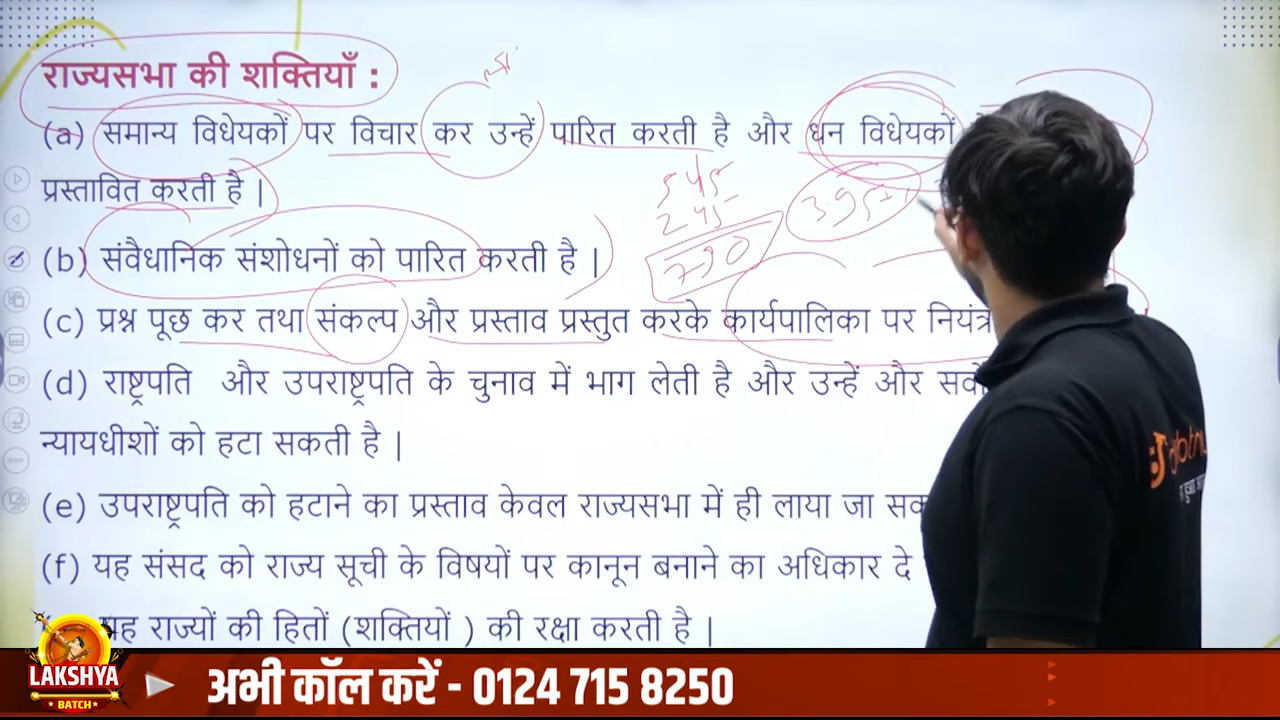 राज्यसभा की शक्तियाँ :
(a) समान्य विधेयकों पर विचार कर उन्हें पारित करती है और धन विधेयकों
प्रस्तावित करती है |
545
245
790
395+1
(b) संवैधानिक संशोधनों को पारित करती है |
(c) प्रश्न पूछ कर तथा संकल्प और प्रस्ताव प्रस्तुत करके कार्यपालिका पर
(d) राष्ट्रपति और उपराष्ट्रपति के चुनाव में भाग लेती है और उन्हें और
न्यायधीशों को हटा सकती है |
(e) उपराष्ट्रपति को हटाने का प्रस्ताव केवल राज्यसभा में ही लाया जा
(f) यह संसद को राज्य सूची के विषयों पर कानून बनाने का अधिकार दे
यह राज्यों की हितों (शक्तियों ) की रक्षा करती है |
LAKSHYA
BATCH
अभी कॉल करें - 0124 715 8250